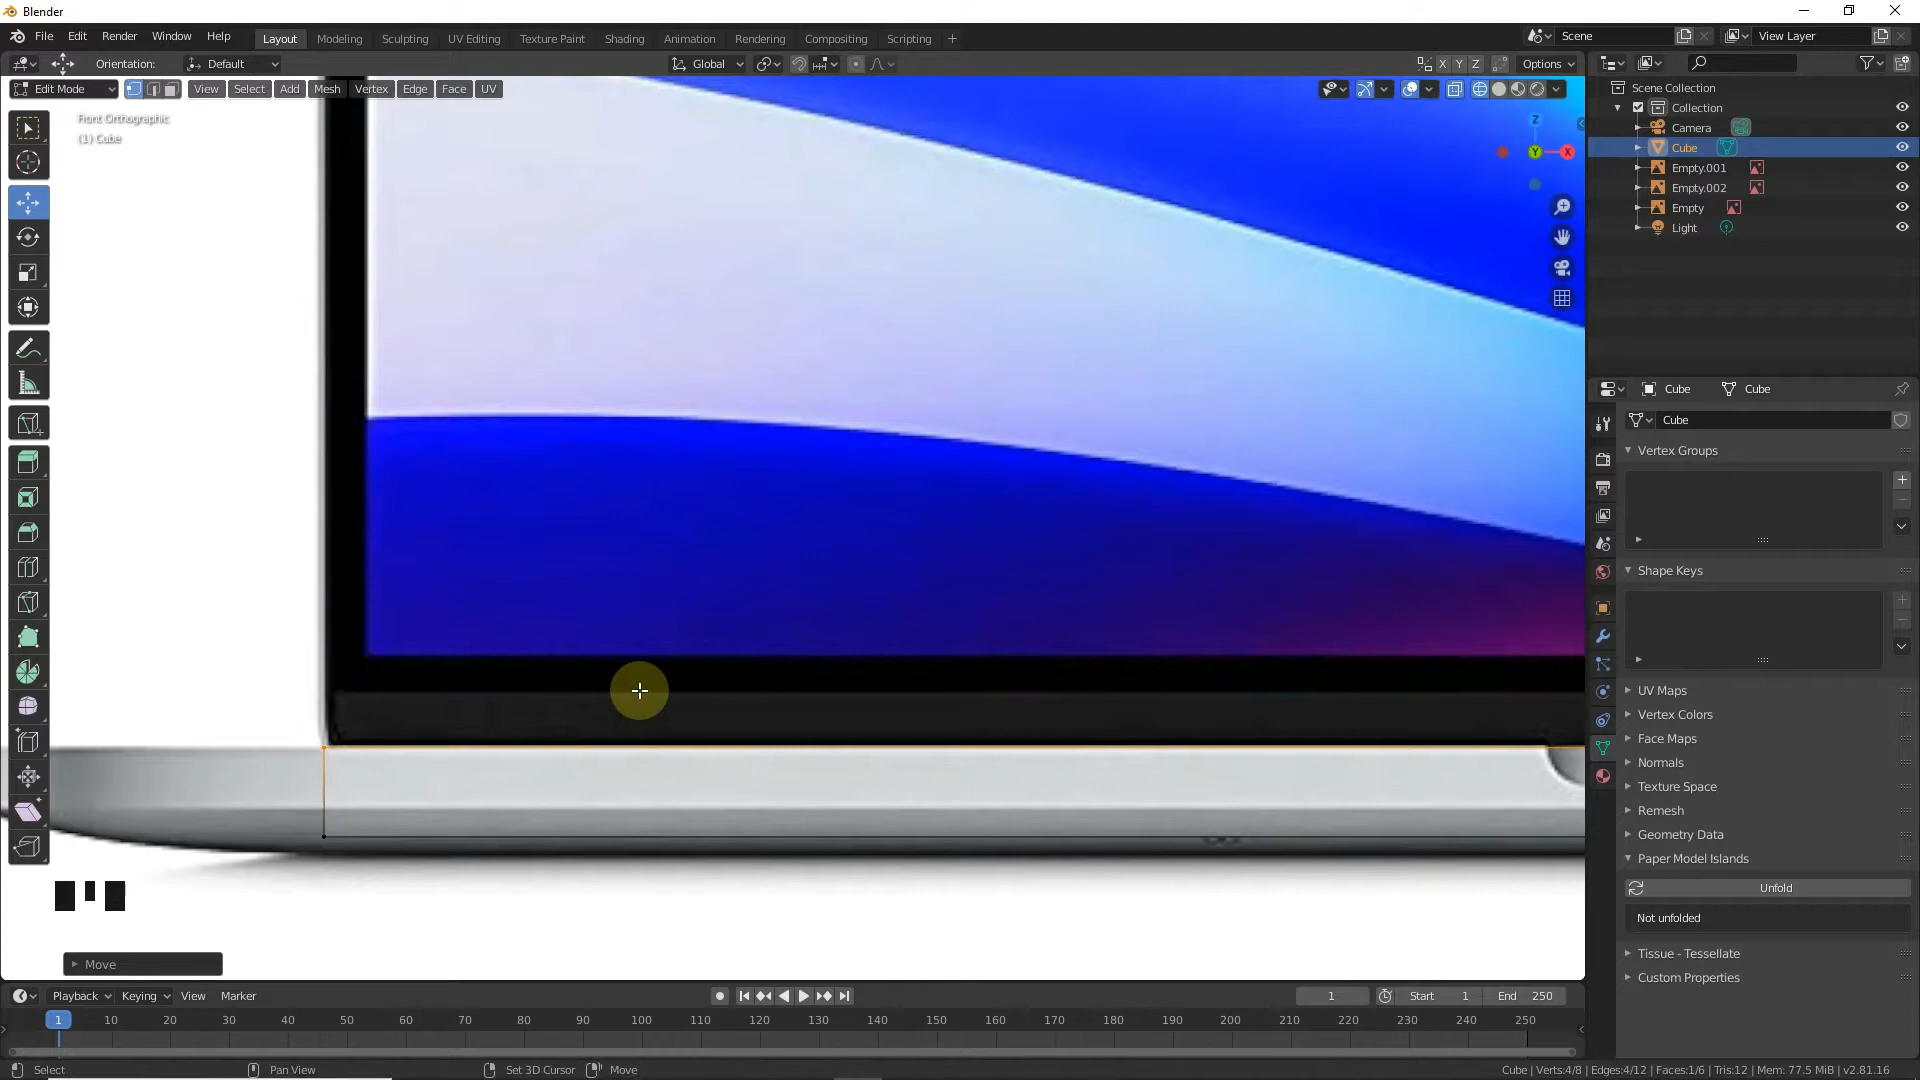 Blender
File Edit Render Window Help
Layout Modeling Sculpting UV Editing Texture Paint Shading Animation Rendering Compositing Scripting +
Scene
View Layer
Orientation: Default
Global
X Y Z Options
Edit Mode
View Select Add Mesh Vertex Edge Face UV
Front Orthographic
(1) Cube
Z
Y
X
Scene Collection
Collection
Camera
Cube
Empty.001
Empty.002
Empty
Light
Cube Cube
Cube
Vertex Groups
Shape Keys
UV Maps
Vertex Colors
Face Maps
Normals
Texture Space
Remesh
Geometry Data
Paper Model Islands
Unfold
Not unfolded
Tissue - Tessellate
Custom Properties
Move
Playback Keying View Marker
1 Start 1 End 250
1 10 20 30 40 50 60 70 80 90 100 110 120 130 140 150 160 170 180 190 200 210 220 230 240 250
Select Pan View Set 3D Cursor Move
Cube | Verts:4/8 | Edges:4/12 | Faces:1/6 | Tris:12 | Mem: 77.5 MiB | v2.81.16